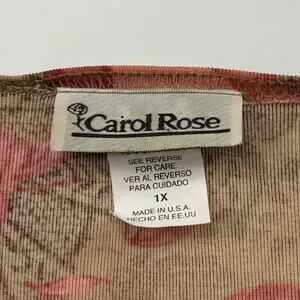 Carol Rose
SEE REVERSE
FOR CARE.
VER AL REVERSO
PARA CUIDADO
1X
MADE IN U.S.A.
HECHO EN EE.UU